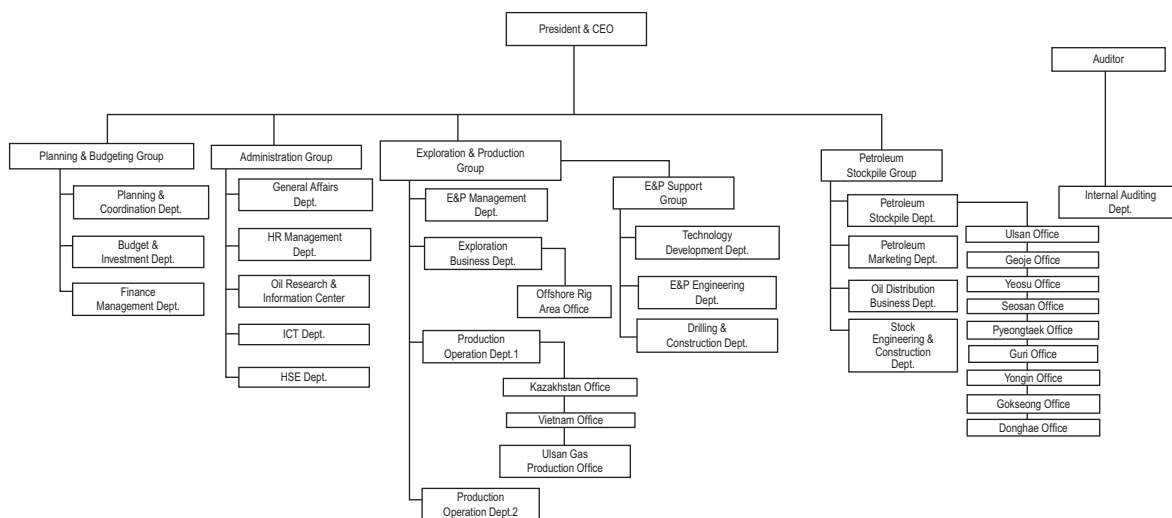 President & CEO
Auditor
Planning & Budgeting Group
Administration Group
Exploration & Production
Group
Petroleum
Stockpile Group
Planning &
Coordination Dept.
Budget &
Investment Dept.
Finance
Management Dept.
General Affairs
Dept.
HR Management
Dept.
Oil Research &
Information Center
ICT Dept.
HSE Dept.
E&P Management
Dept.
Exploration
Business Dept.
Offshore Rig
Area Office
Production
Operation Dept.1
Kazakhstan Office
Vietnam Office
Ulsan Gas
Production Office
Production
Operation Dept.2
E&P Support
Group
Technology
Development Dept.
E&P Engineering
Dept.
Drilling &
Construction Dept.
Petroleum
Stockpile Dept.
Petroleum
Marketing Dept.
Oil Distribution
Business Dept.
Stock
Engineering &
Construction
Dept.
Ulsan Office
Geoje Office
Yeosu Office
Seosan Office
Pyeongtaek Office
Guri Office
Yongin Office
Gokseong Office
Donghae Office
Internal Auditing
Dept.